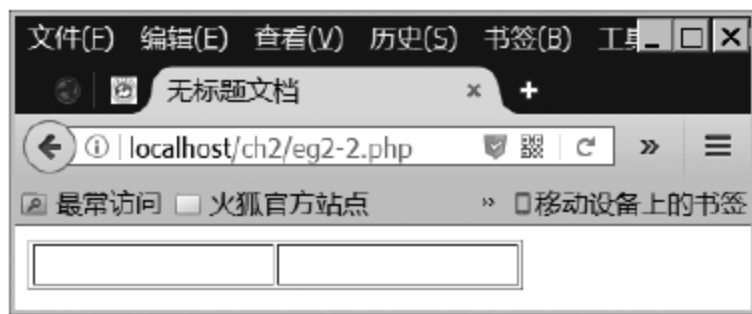 文件(F) 编辑(E) 查看(V) 历史(S) 书签(B) 工具
无标题文档
localhost/ch2/eg2-2.php
最常访问 火狐官方站点 移动设备上的书签